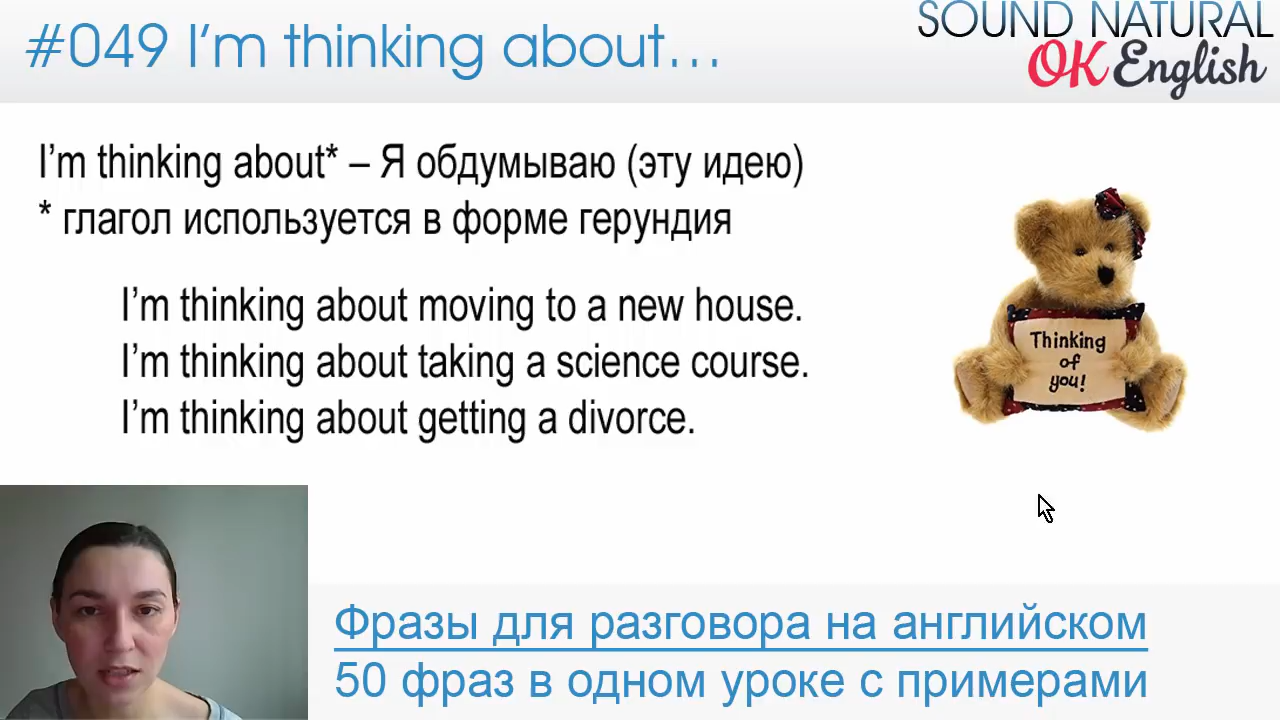 #049 I’m thinking about…
SOUND NATURAL
OK English
I’m thinking about* – Я обдумываю (эту идею)
* глагол используется в форме герундия
I’m thinking about moving to a new house.
I’m thinking about taking a science course.
I’m thinking about getting a divorce.
Thinking
of
you!
Фразы для разговора на английском
50 фраз в одном уроке с примерами